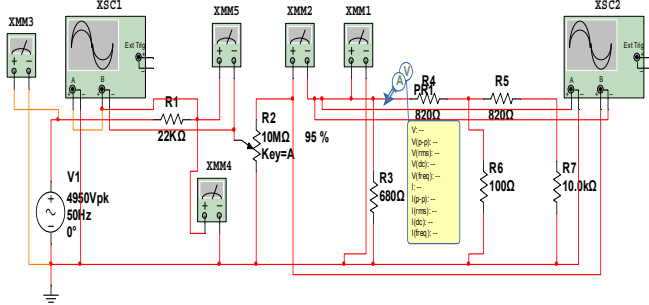 XSC1
XSC2
XMM3
XMM5
XMM2
XMM1
Ext Trig
A
B
Ext Trig
A
B
V
A
R4
PR1
820Ω
R5
820Ω
R1
22KΩ
R2
10MΩ
Key=A
95 %
XMM4
V1
4950Vpk
50Hz
0°
R3
680Ω
V: --
V(p-p): --
V(rms): --
V(dc): --
V(freq): --
I: --
I(p-p): --
I(rms): --
I(dc): --
I(freq): --
R6
100Ω
R7
10.0kΩ